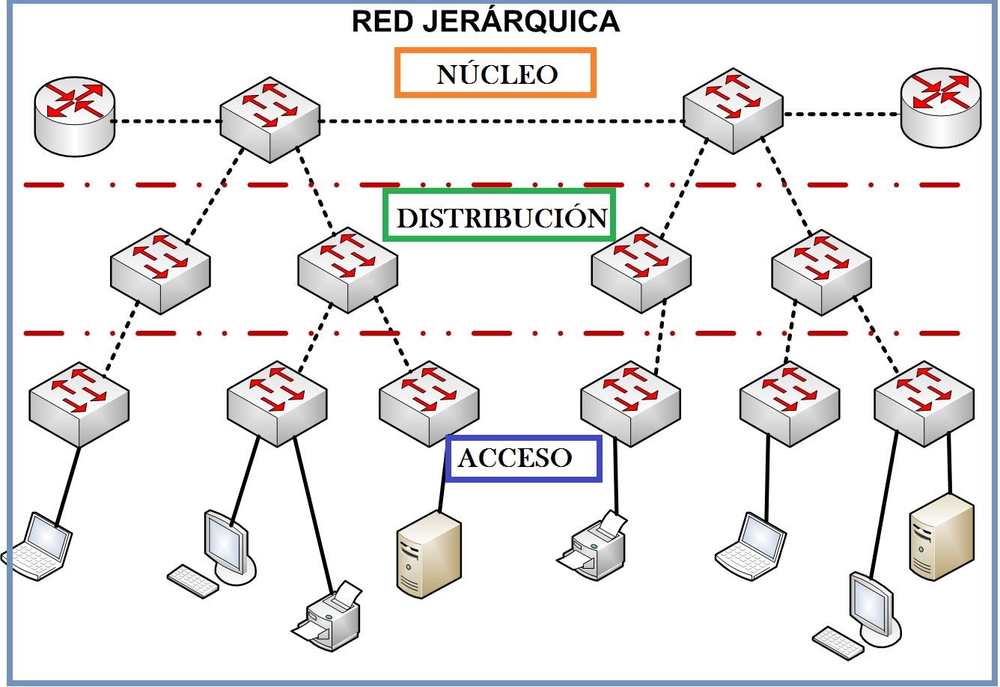 RED JERÁRQUICA
NÚCLEO
DISTRIBUCIÓN
ACCESO